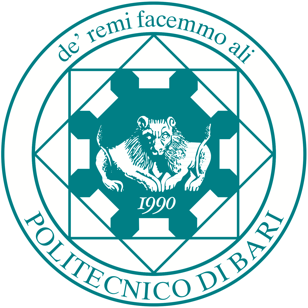 de' remi facemmo ali
1990
POLITECNICO DI BARI